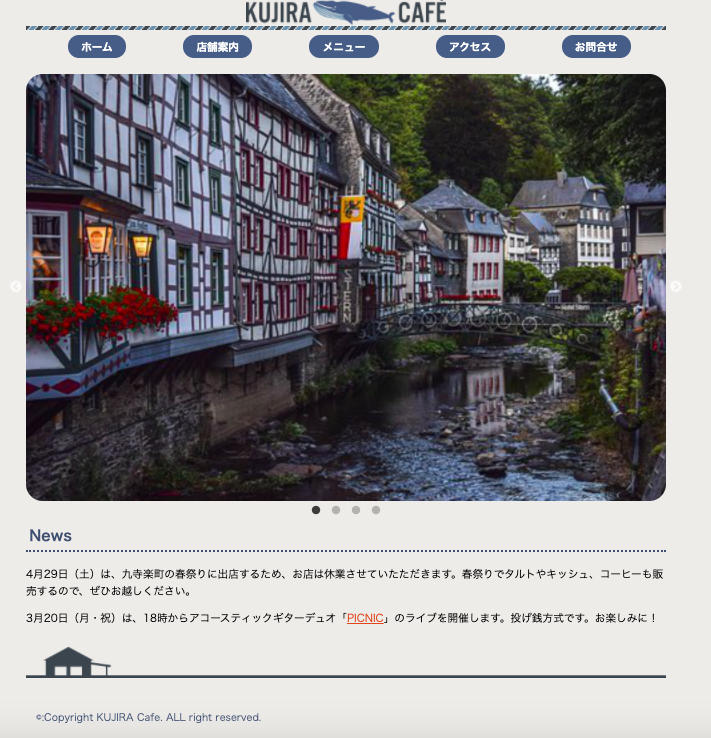 KUJIRA CAFÉ
ホーム
店舗案内
メニュー
アクセス
お問合せ
STERN
News
4月29日（土）は、九寺楽町の春祭りに出店するため、お店は休業させていたただきます。春祭りでタルトやキッシュ、コーヒーも販
売するので、ぜひお越しください。
3月20日（月・祝）は、18時からアコースティックギターデュオ「PICNIC」のライブを開催します。投げ銭方式です。お楽しみに！
©:Copyright KUJIRA Cafe. ALL right reserved.